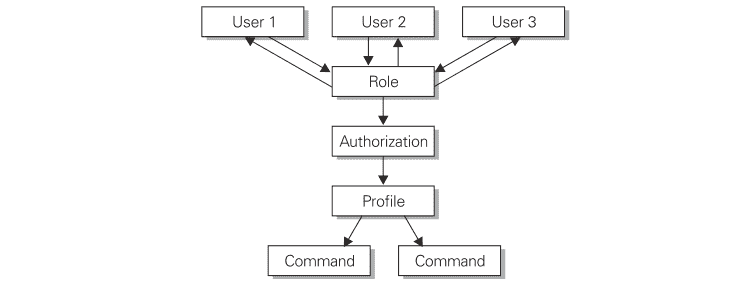 User 1
User 2
User 3
Role
Authorization
Profile
Command
Command